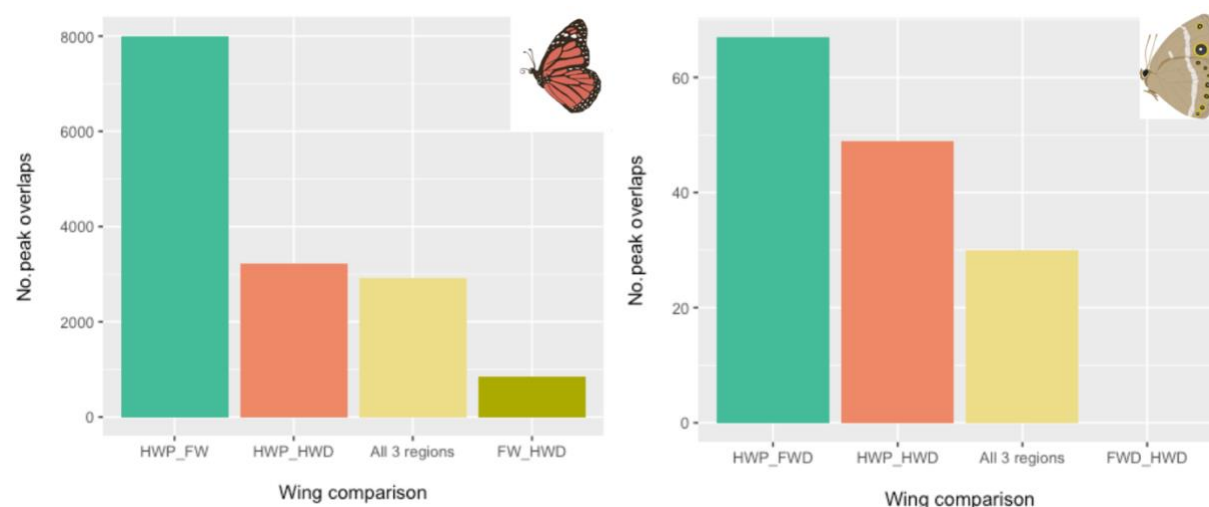 8000
6000
4000
2000
0
No.peak overlaps
HWP_FW HWP_HWD All 3 regions FW_HWD
Wing comparison
60
40
20
0
No.peak overlaps
HWP_FWD HWP_HWD All 3 regions FWD_HWD
Wing comparison